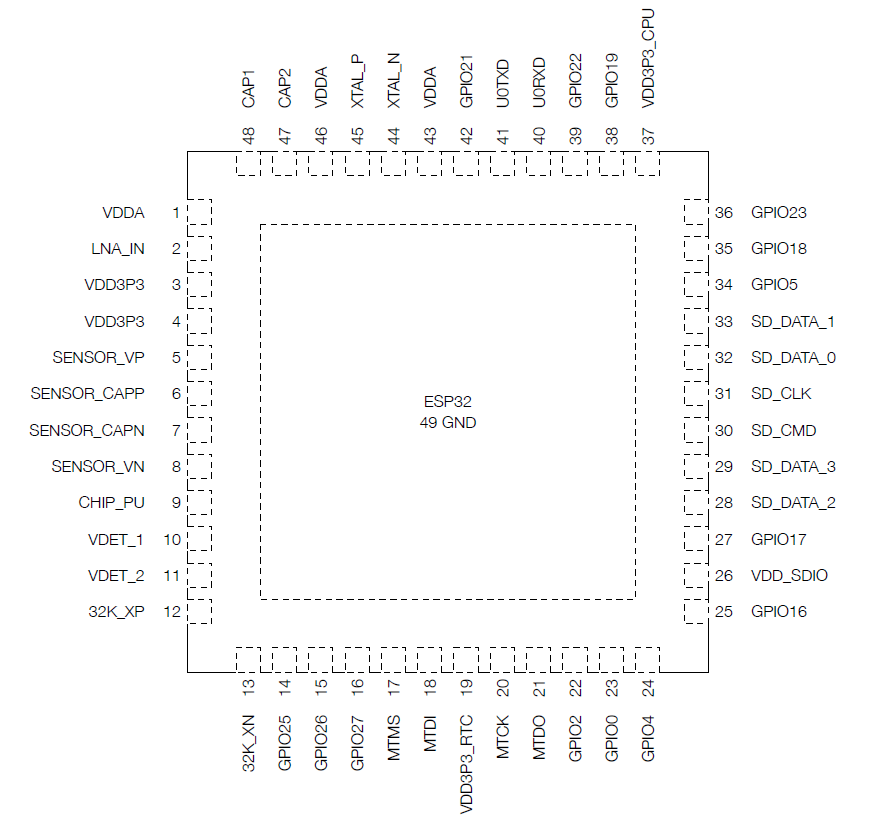 CAP1
CAP2
VDDA
XTAL_P
XTAL_N
VDDA
GPIO21
U0TXD
U0RXD
GPIO22
GPIO19
VDD3P3_CPU
48
47
46
45
44
43
42
41
40
39
38
37
VDDA 1
LNA_IN 2
VDD3P3 3
VDD3P3 4
SENSOR_VP 5
SENSOR_CAPP 6
SENSOR_CAPN 7
SENSOR_VN 8
CHIP_PU 9
VDET_1 10
VDET_2 11
32K_XP 12
ESP32
49 GND
36 GPIO23
35 GPIO18
34 GPIO5
33 SD_DATA_1
32 SD_DATA_0
31 SD_CLK
30 SD_CMD
29 SD_DATA_3
28 SD_DATA_2
27 GPIO17
26 VDD_SDIO
25 GPIO16
13
14
15
16
17
18
19
20
21
22
23
24
32K_XN
GPIO25
GPIO26
GPIO27
MTMS
MTDI
VDD3P3_RTC
MTCK
MTDO
GPIO2
GPIO0
GPIO4